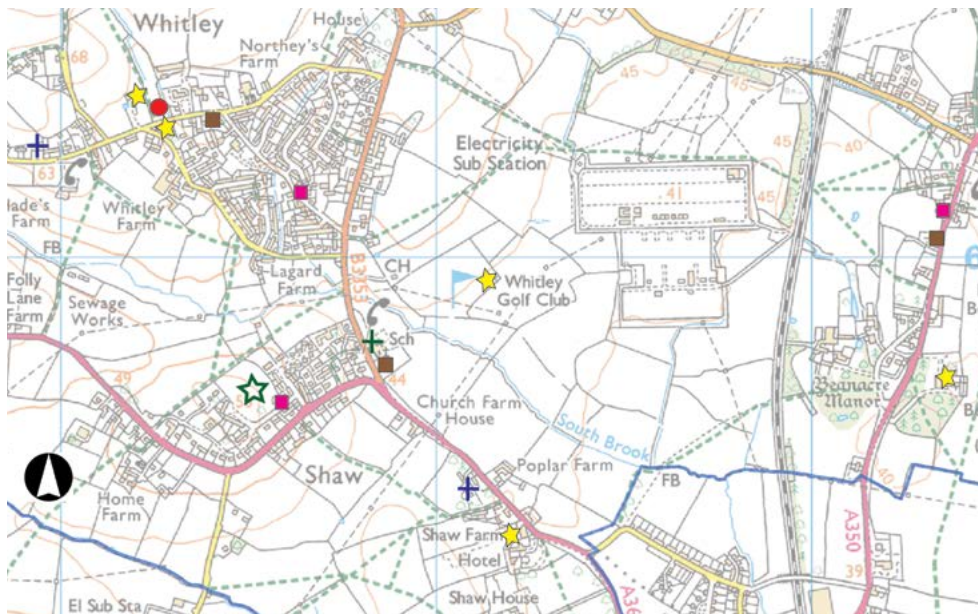 Whitley
House
Northey's
Farm
68
45
45
45
40
Electricity
Sub Station
41
63
lade's
Farm
FB
Whitley
Farm
Folly
Lane
Farm
Sewage
Works
Lagard
Farm
B3353
CH
Whitley
Golf Club
6
Sch
49
44
Beanacre
Manor
Church Farm
House
South Brook
Shaw
Poplar Farm
FB
40
Home
Farm
Shaw Farm
Hotel
A350
El Sub Sta
Shaw House
39